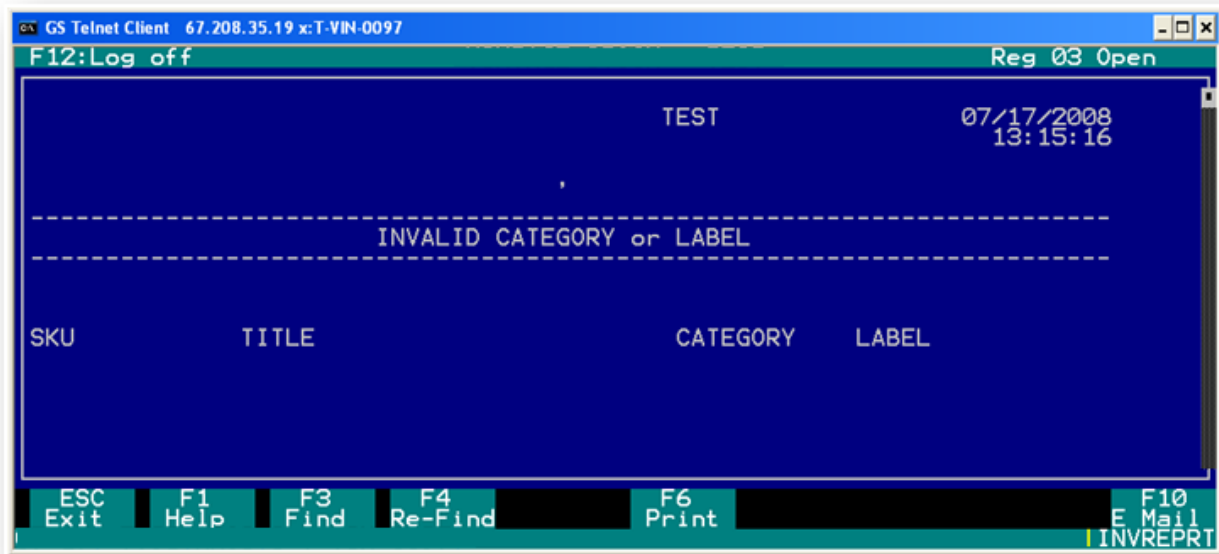 GS Telnet Client 67.208.35.19 x:T-VIN-0097
F12:Log off Reg 03 Open
TEST 07/17/2008
13:15:16
,
--------------------------------------------------------------------------
INVALID CATEGORY or LABEL
--------------------------------------------------------------------------
SKU TITLE CATEGORY LABEL
ESC F1 F3 F4 F6 F10
Exit Help Find Re-Find Print E Mail
INVREPRT